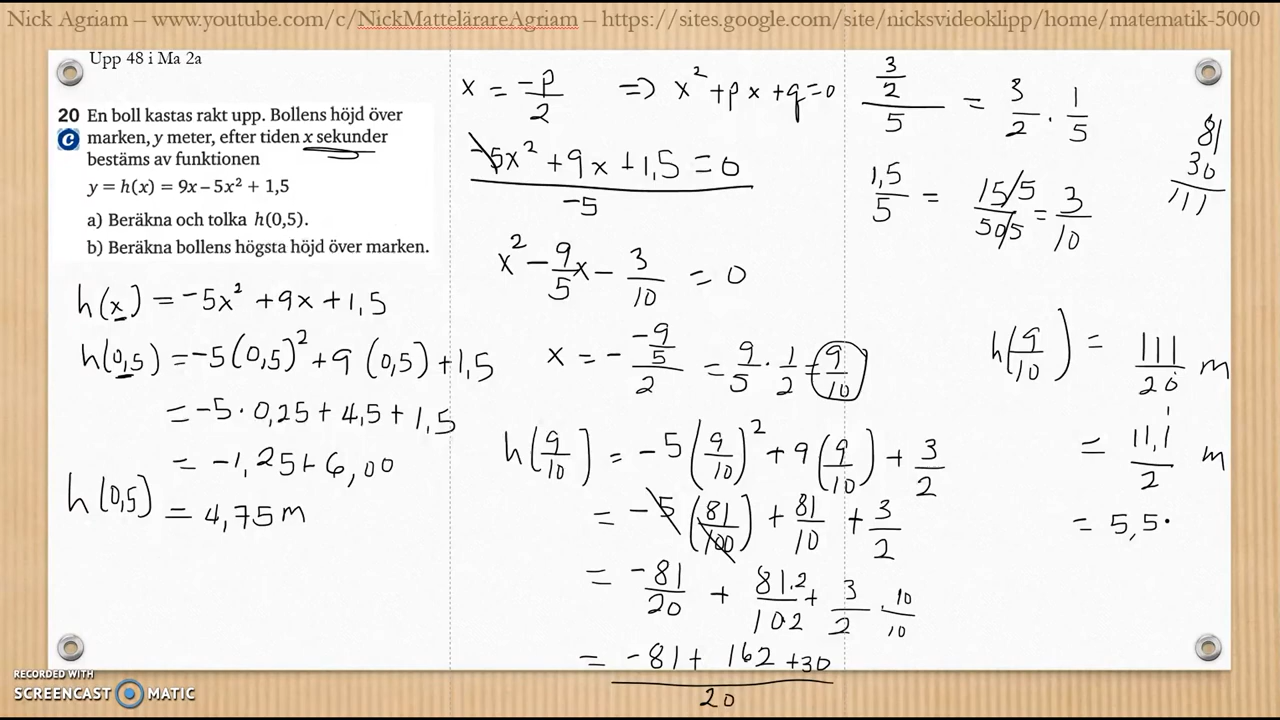 Nick Agriam – www.youtube.com/c/NickMattelärareAgriam – https://sites.google.com/site/nicksvideoklipp/home/matematik-5000
Upp 48 i Ma 2a
20 En boll kastas rakt upp. Bollens höjd över
C marken, y meter, efter tiden x sekunder
bestäms av funktionen
y = h(x) = 9x – 5x² + 1,5
a) Beräkna och tolka h(0,5).
b) Beräkna bollens högsta höjd över marken.
h(x) = -5x² + 9x + 1,5
h(0,5) = -5(0,5)² + 9(0,5) + 1,5
= -5 · 0,25 + 4,5 + 1,5
= -1,25 + 6,00
h(0,5) = 4,75 m
x = -p/2 => x² + px + q = 0
-5x² + 9x + 1,5 = 0
-5
x² - 9/5 x - 3/10 = 0
x = - -9/5 / 2 = 9/5 · 1/2 = 9/10
h(9/10) = -5(9/10)² + 9(9/10) + 3/2
= -5(81/100) + 81/10 + 3/2
= -81/20 + 81·2/10·2 + 3/2 · 10/10
= -81 + 162 + 30
20
3/2 / 5 = 3/2 · 1/5
1,5/5 = 15/5 / 50/5 = 3/10
81
30
111
h(9/10) = 111/20 m
= 11,1/2 m
= 5,5
RECORDED WITH
SCREENCAST MATIC